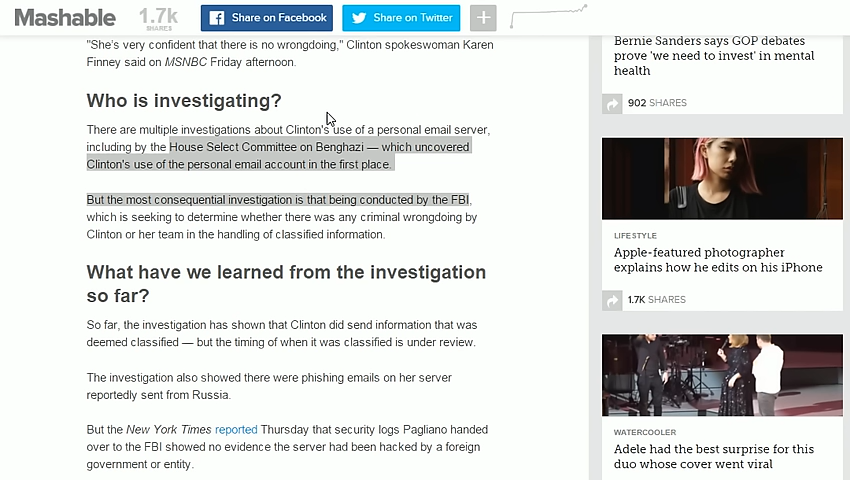 Mashable
1.7k
SHARES
Share on Facebook
Share on Twitter
"She's very confident that there is no wrongdoing," Clinton spokeswoman Karen
Finney said on MSNBC Friday afternoon.
Who is investigating?
There are multiple investigations about Clinton's use of a personal email server,
including by the House Select Committee on Benghazi — which uncovered
Clinton's use of the personal email account in the first place.
But the most consequential investigation is that being conducted by the FBI,
which is seeking to determine whether there was any criminal wrongdoing by
Clinton or her team in the handling of classified information.
What have we learned from the investigation
so far?
So far, the investigation has shown that Clinton did send information that was
deemed classified — but the timing of when it was classified is under review.
The investigation also showed there were phishing emails on her server
reportedly sent from Russia.
But the New York Times reported Thursday that security logs Pagliano handed
over to the FBI showed no evidence the server had been hacked by a foreign
government or entity.
Bernie Sanders says GOP debates
prove 'we need to invest' in mental
health
902 SHARES
LIFESTYLE
Apple-featured photographer
explains how he edits on his iPhone
1.7K SHARES
WATERCOOLER
Adele had the best surprise for this
duo whose cover went viral